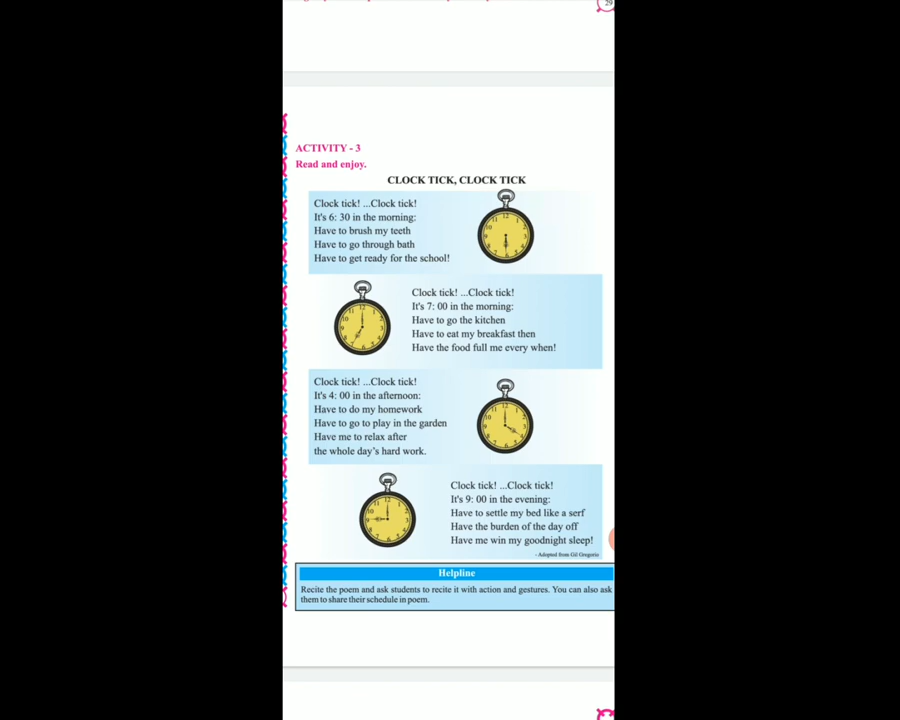 29
ACTIVITY - 3
Read and enjoy.
CLOCK TICK, CLOCK TICK
Clock tick! ...Clock tick!
It's 6: 30 in the morning:
Have to brush my teeth
Have to go through bath
Have to get ready for the school!
Clock tick! ...Clock tick!
It's 7: 00 in the morning:
Have to go the kitchen
Have to eat my breakfast then
Have the food full me every when!
Clock tick! ...Clock tick!
It's 4: 00 in the afternoon:
Have to do my homework
Have to go to play in the garden
Have me to relax after
the whole day's hard work.
Clock tick! ...Clock tick!
It's 9: 00 in the evening:
Have to settle my bed like a serf
Have the burden of the day off
Have me win my goodnight sleep!
- Adopted from Gil Gregorio
Helpline
Recite the poem and ask students to recite it with action and gestures. You can also ask
them to share their schedule in poem.